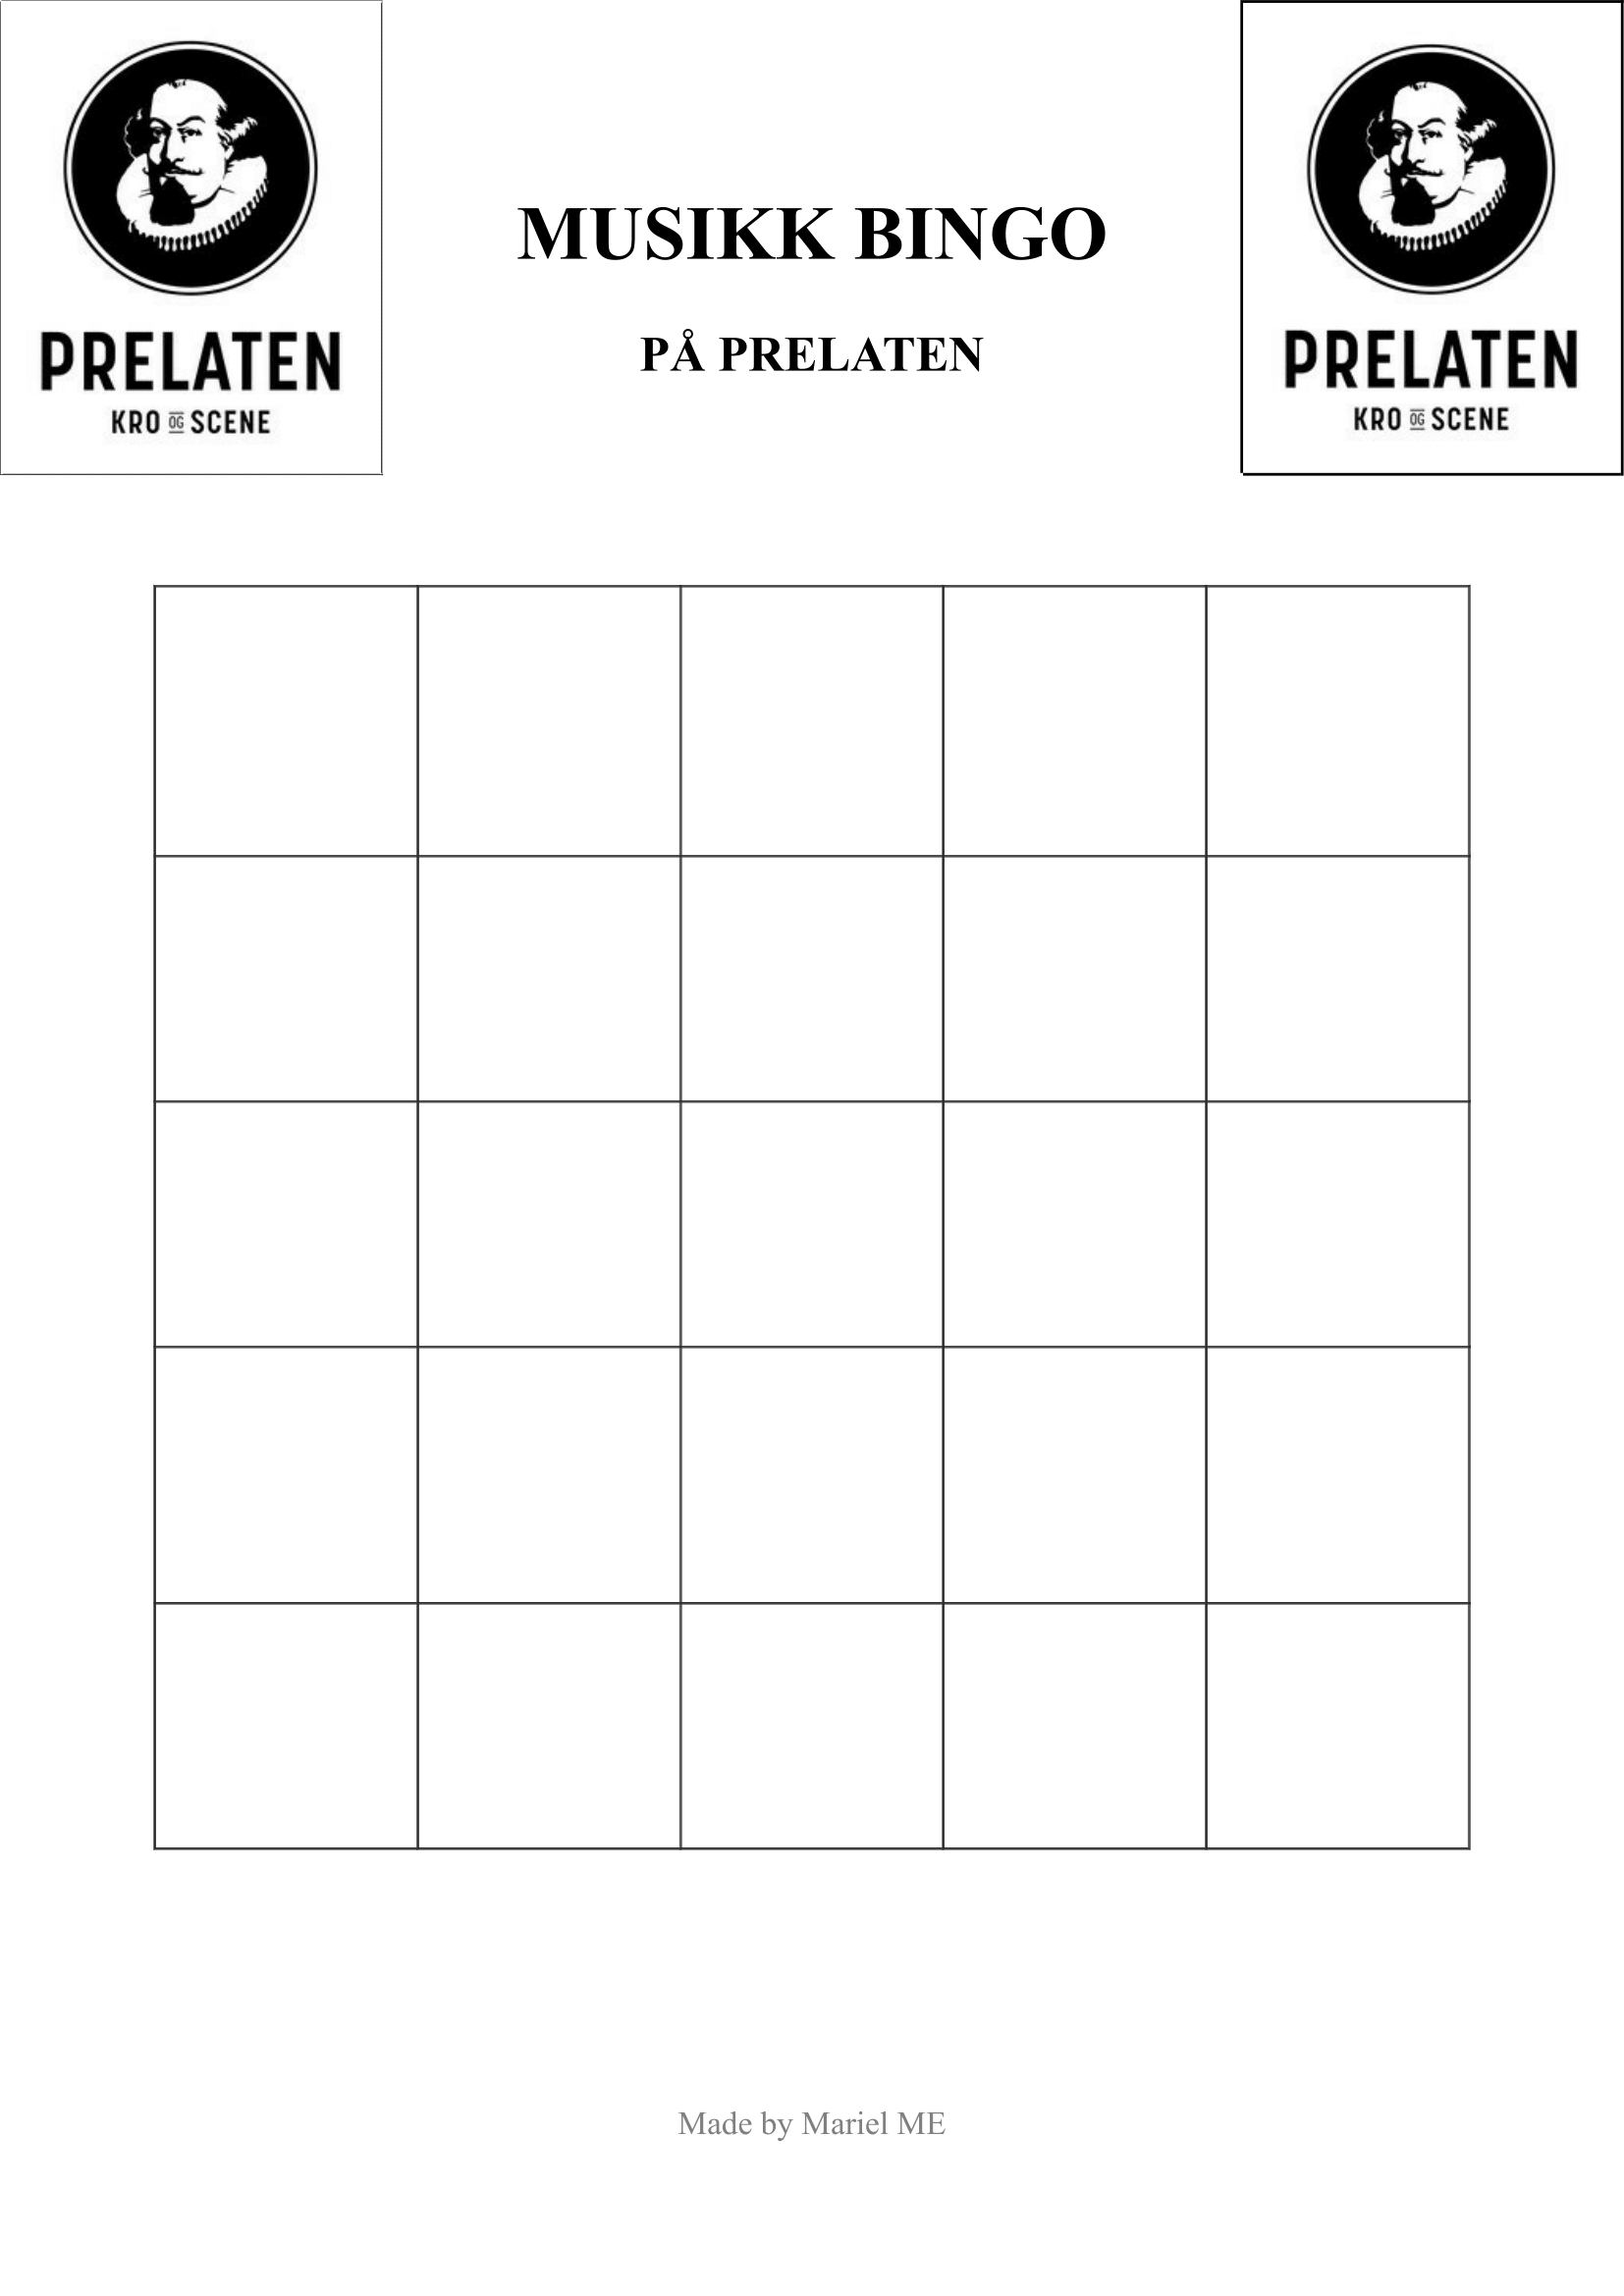 PRELATEN
KRO OG SCENE
MUSIKK BINGO
PÅ PRELATEN
PRELATEN
KRO OG SCENE
Made by Mariel ME